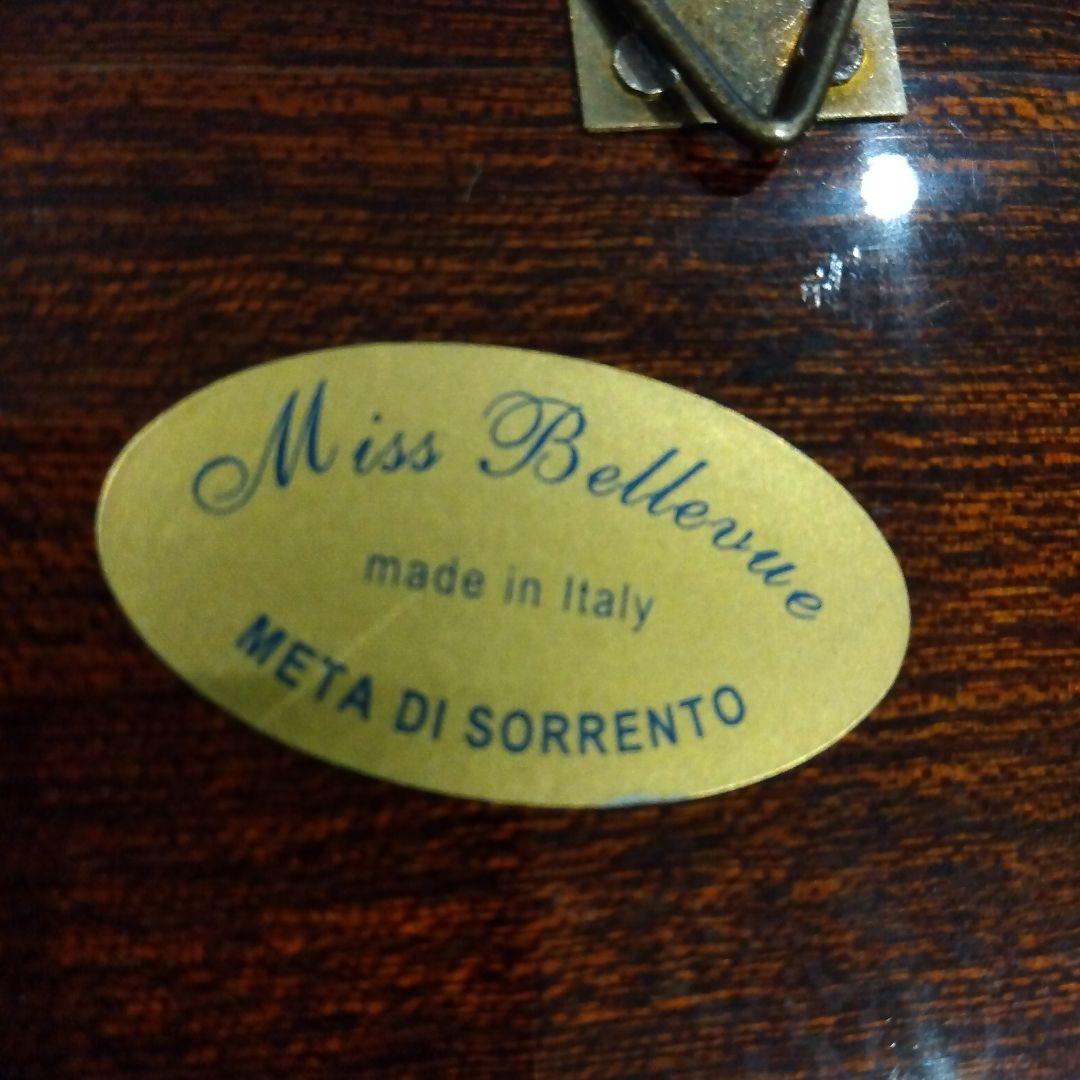 Miss Bellevue
made in Italy
META DI SORRENTO